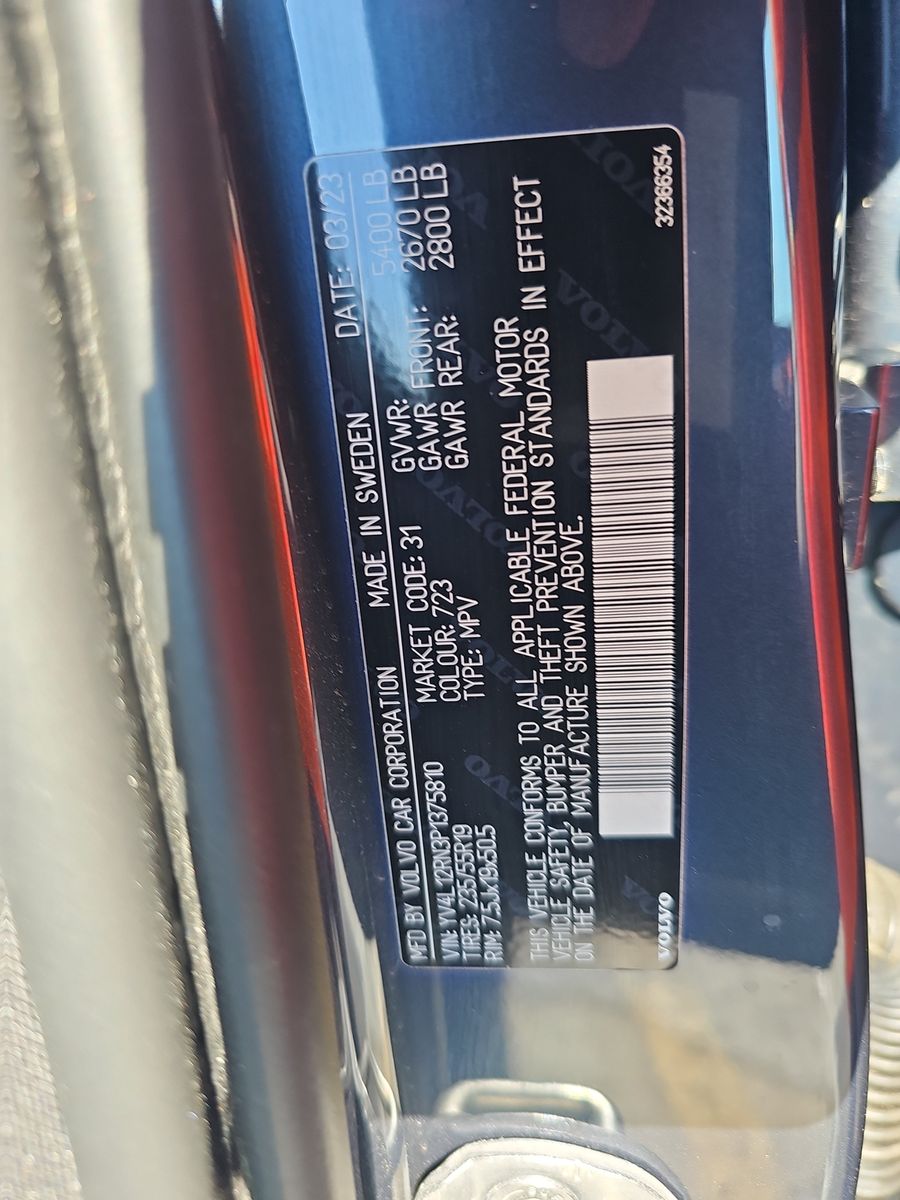 MFD BY VOLVO CAR CORPORATION MADE IN SWEDEN DATE: 03/23
VIN: YV4L12RN3P1375810 MARKET CODE: 31 GVWR: 5400 LB
TIRES: 235/55R19 COLOUR: 723 GAWR FRONT: 2670 LB
RIM: 7.5Jx19x50.5 TYPE: MPV GAWR REAR: 2800 LB
THIS VEHICLE CONFORMS TO ALL APPLICABLE FEDERAL MOTOR
VEHICLE SAFETY, BUMPER AND THEFT PREVENTION STANDARDS IN EFFECT
ON THE DATE OF MANUFACTURE SHOWN ABOVE.
VOLVO 32366354